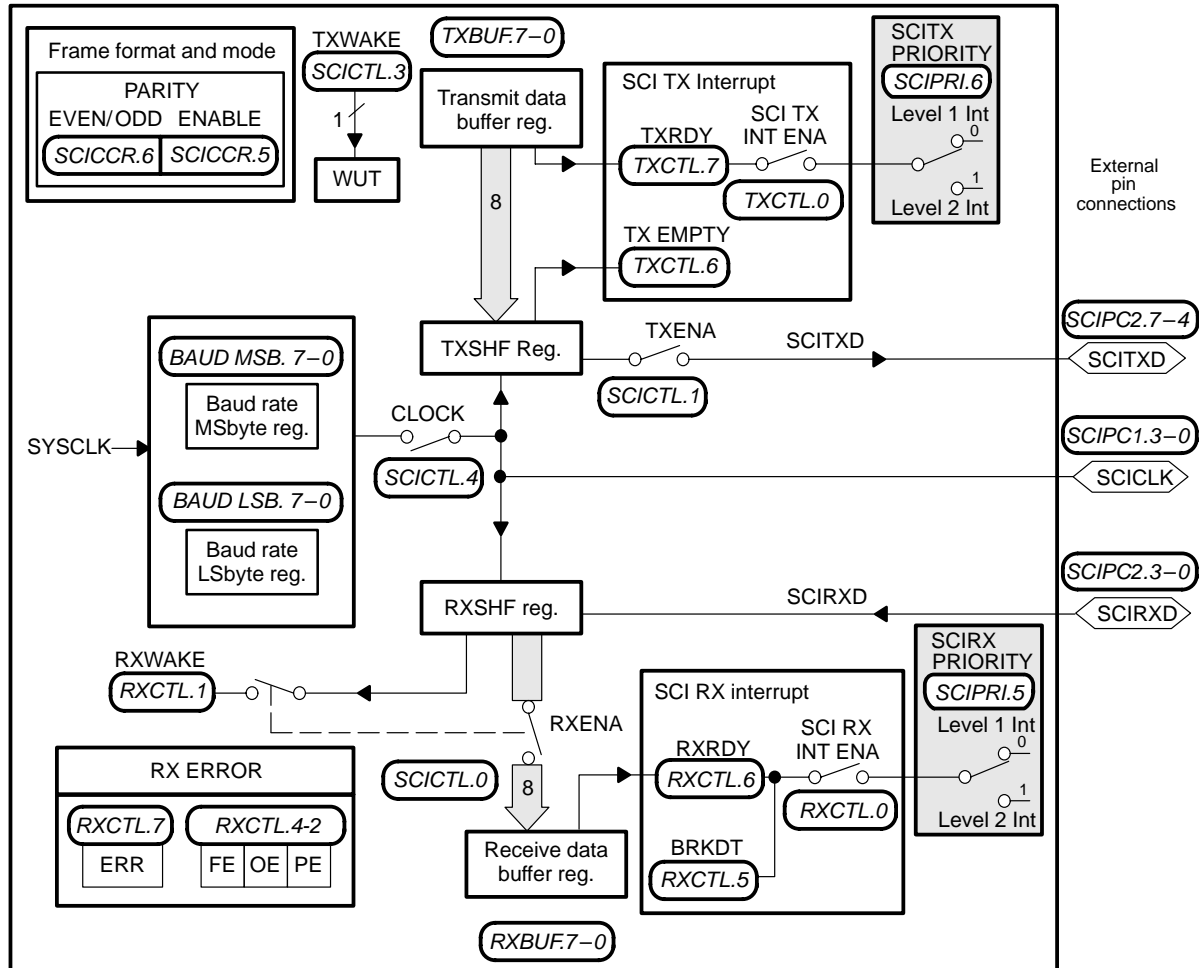 Frame format and mode
PARITY
EVEN/ODD ENABLE
SCICCR.6 SCICCR.5
TXWAKE
SCICTL.3
1
WUT
TXBUF.7–0
Transmit data
buffer reg.
8
SCI TX Interrupt
TXRDY
TXCTL.7
SCI TX
INT ENA
TXCTL.0
TX EMPTY
TXCTL.6
SCITX
PRIORITY
SCIPRI.6
Level 1 Int
0
1
Level 2 Int
External
pin
connections
BAUD MSB. 7–0
Baud rate
MSbyte reg.
SYSCLK
BAUD LSB. 7–0
Baud rate
LSbyte reg.
CLOCK
SCICTL.4
TXSHF Reg.
TXENA
SCICTL.1
SCITXD
SCIPC2.7–4
SCITXD
SCIPC1.3–0
SCICLK
SCIPC2.3–0
SCIRXD
RXSHF reg.
SCIRXD
RXWAKE
RXCTL.1
RXENA
SCICTL.0
8
Receive data
buffer reg.
RXBUF.7–0
RX ERROR
RXCTL.7 RXCTL.4-2
ERR FE OE PE
SCI RX interrupt
RXRDY
RXCTL.6
SCI RX
INT ENA
RXCTL.0
BRKDT
RXCTL.5
SCIRX
PRIORITY
SCIPRI.5
Level 1 Int
0
1
Level 2 Int